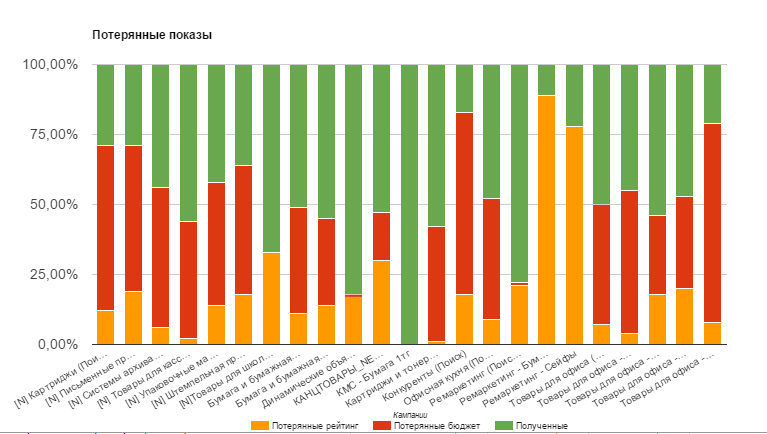 Потерянные показы
100,00%
75,00%
50,00%
25,00%
0,00%
[N] Картриджи (Пои…
[N] Письменные пр…
[N] Системы архива…
[N] Товары для касс…
[N] Упаковочные ма…
[N] Штемпельная пр…
[N]Товары для школ…
Бумага и бумажная…
Бумага и бумажная…
Динамические объя…
КАНЦТОВАРЫ_NE…
КМС - Бумага 1тг
Картриджи и тонер…
Конкуренты (Поиск)
Офисная кухня (По…
Ремаркетинг (Поис…
Ремаркетинг - Бум…
Ремаркетинг - Сейфы
Товары для офиса (…
Товары для офиса -…
Товары для офиса -…
Товары для офиса -…
Товары для офиса -…
Кампании
Потерянные рейтинг
Потерянные бюджет
Полученные